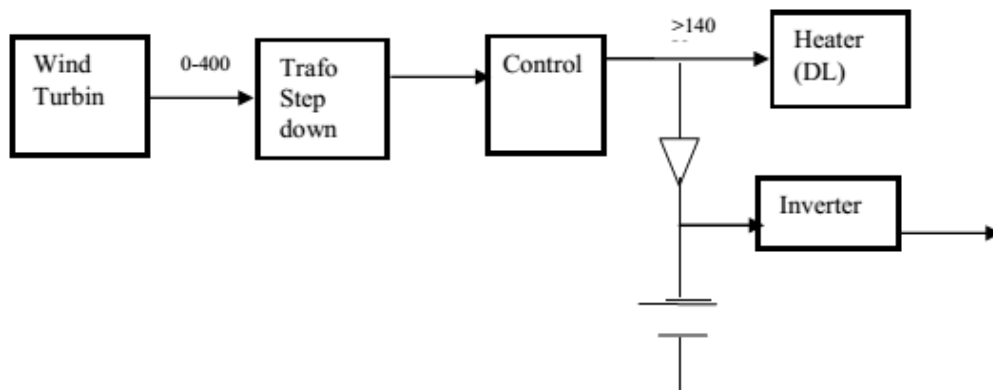 Wind
Turbin
0-400
Trafo
Step
down
Control
>140
Heater
(DL)
Inverter